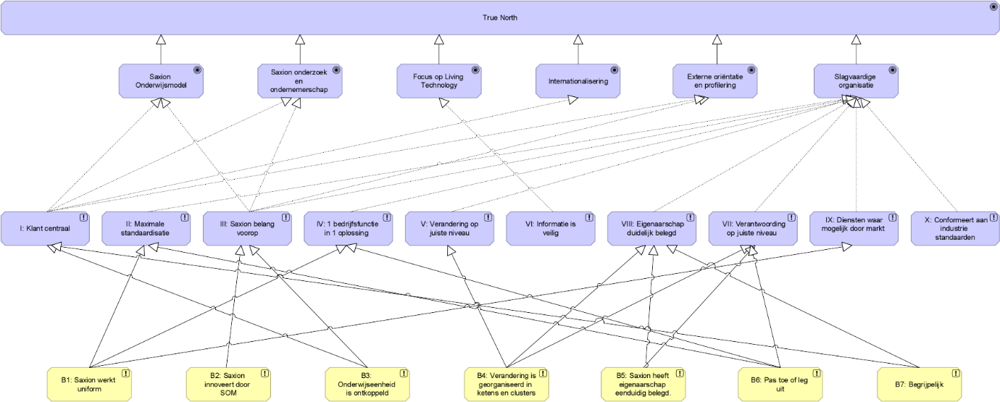 True North
Saxion
Onderwijsmodel
Saxion onderzoek
en
ondernemerschap
Focus op Living
Technology
Internationalisering
Externe oriëntatie
en profilering
Slagvaardige
organisatie
I: Klant centraal
II: Maximale
standaardisatie
III: Saxion belang
voorop
IV: 1 bedrijfsfunctie
in 1 oplossing
V: Verandering op
juiste niveau
VI: Informatie is
veilig
VIII: Eigenaarschap
duidelijk belegd
VII: Verantwoording
op juiste niveau
IX: Diensten waar
mogelijk door markt
X: Conformeert aan
industrie
standaarden
B1: Saxion werkt
uniform
B2: Saxion
innoveert door
SOM
B3:
Onderwijseenheid
is ontkoppeld
B4: Verandering is
georganiseerd in
ketens en clusters
B5: Saxion heeft
eigenaarschap
eenduidig belegd.
B6: Pas toe of leg
uit
B7: Begrijpelijk